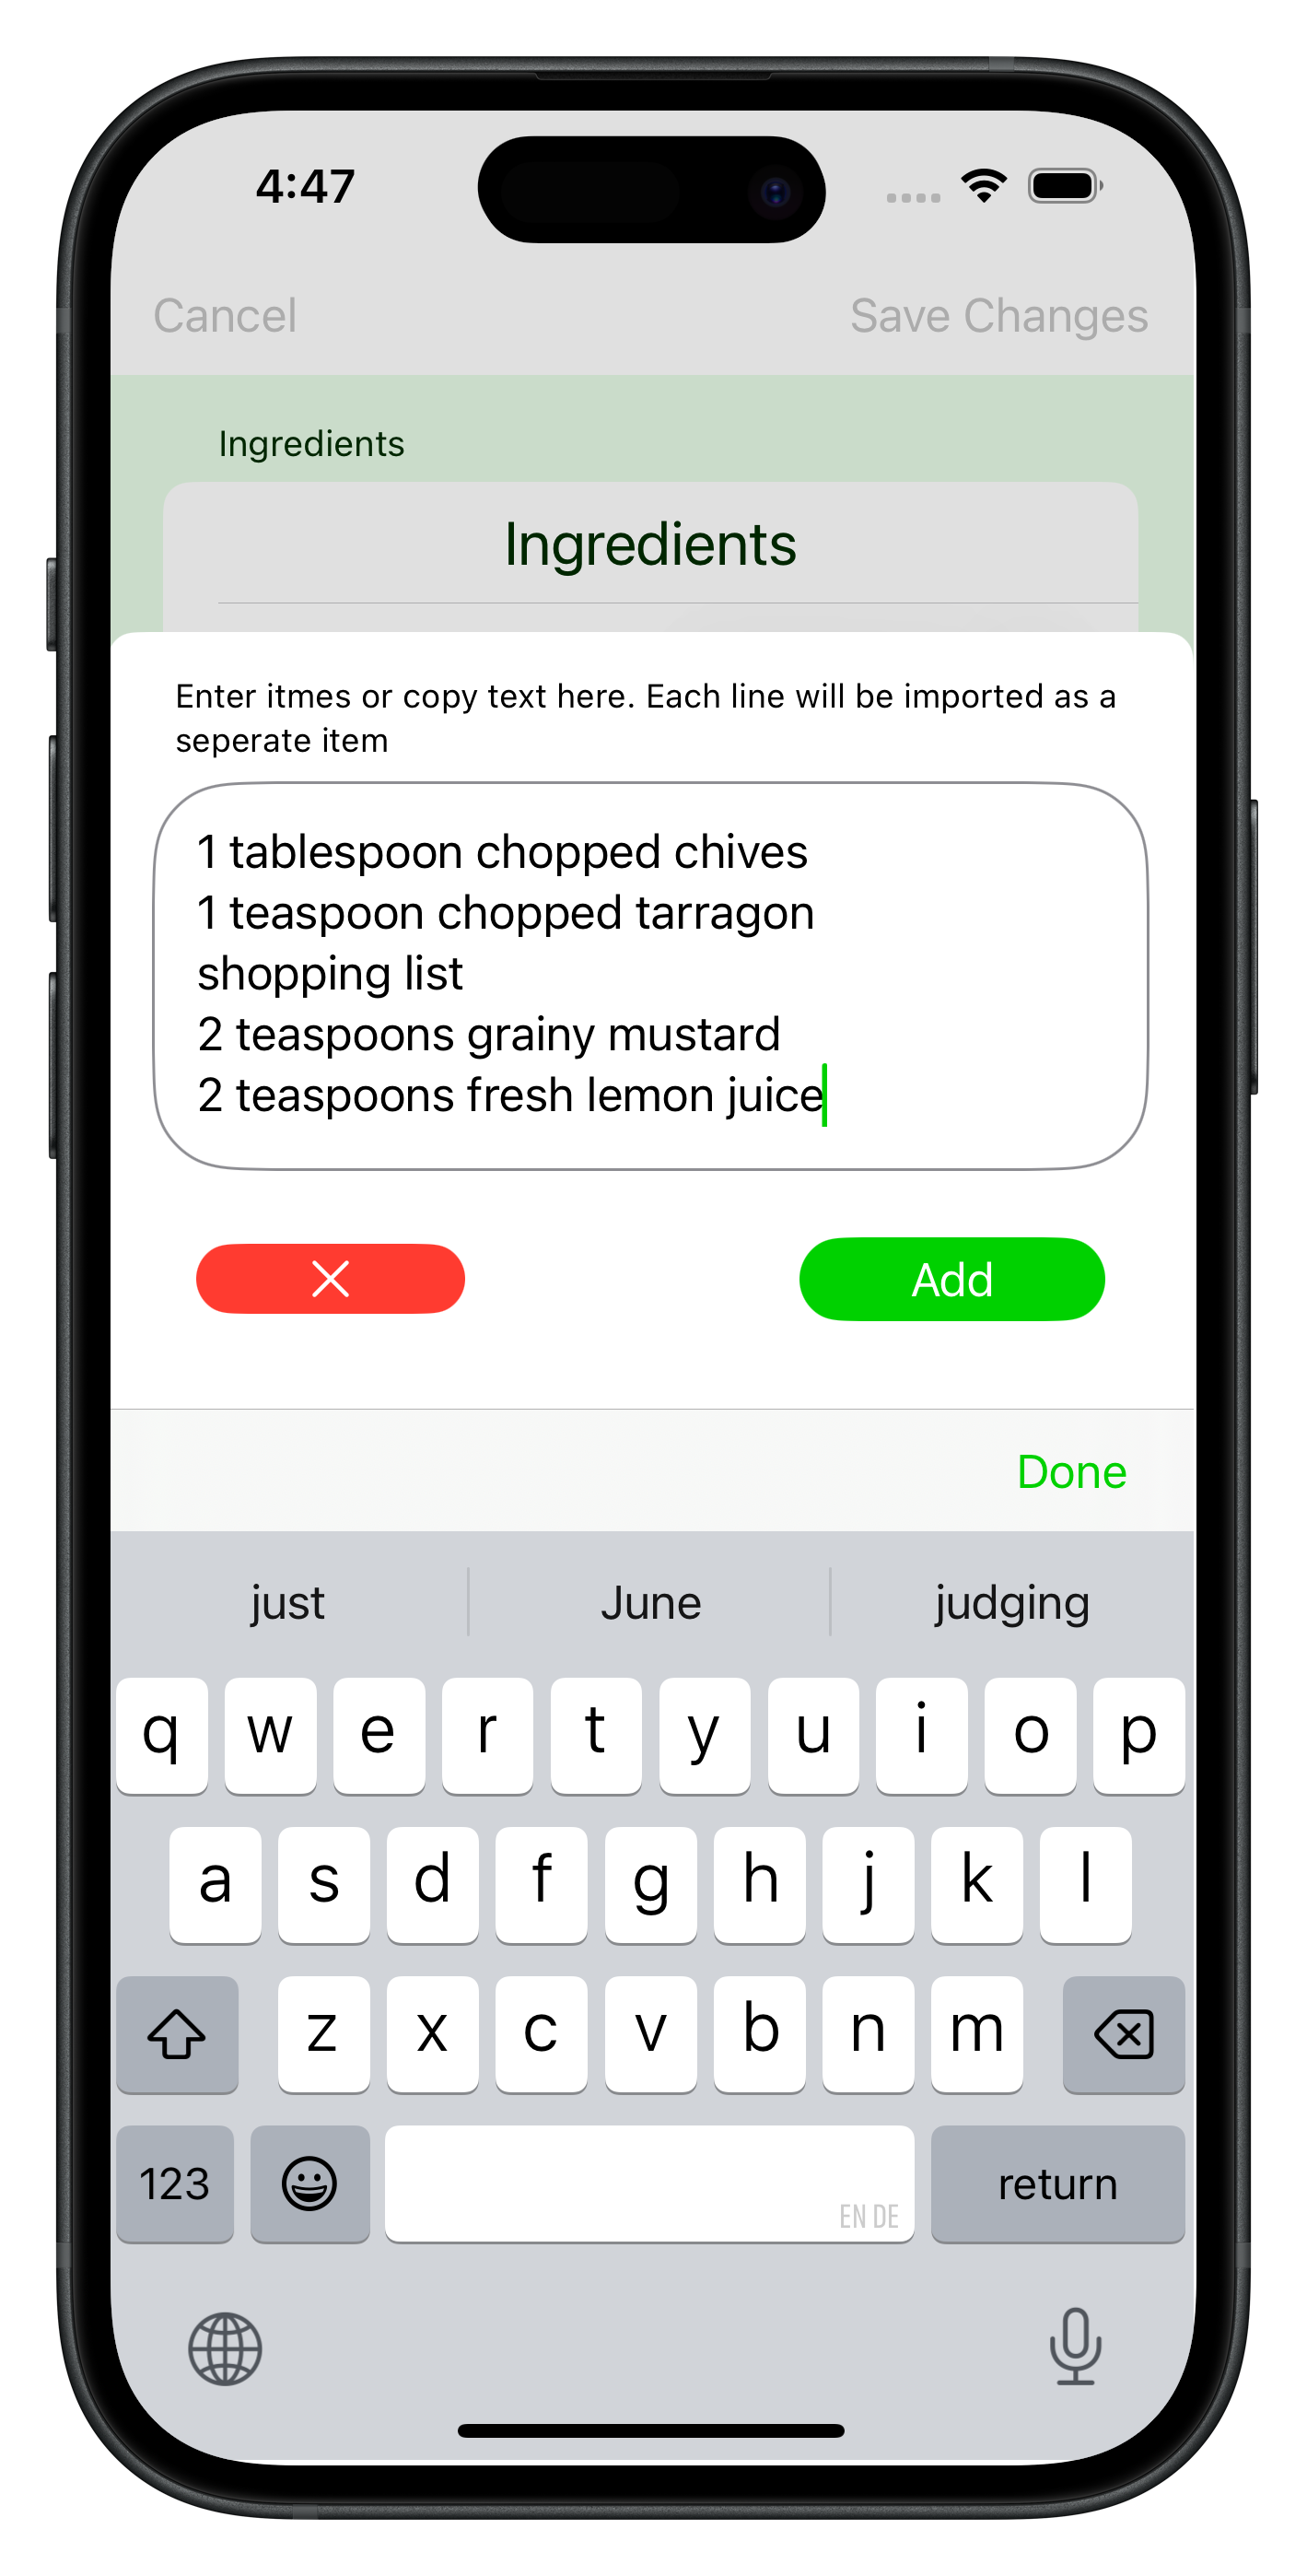 4:47
Cancel
Save Changes
Ingredients
Ingredients
Enter itmes or copy text here. Each line will be imported as a
seperate item
1 tablespoon chopped chives
1 teaspoon chopped tarragon
shopping list
2 teaspoons grainy mustard
2 teaspoons fresh lemon juice
Add
Done
just June judging
q w e r t y u i o p
a s d f g h j k l
z x c v b n m
123 EN DE return